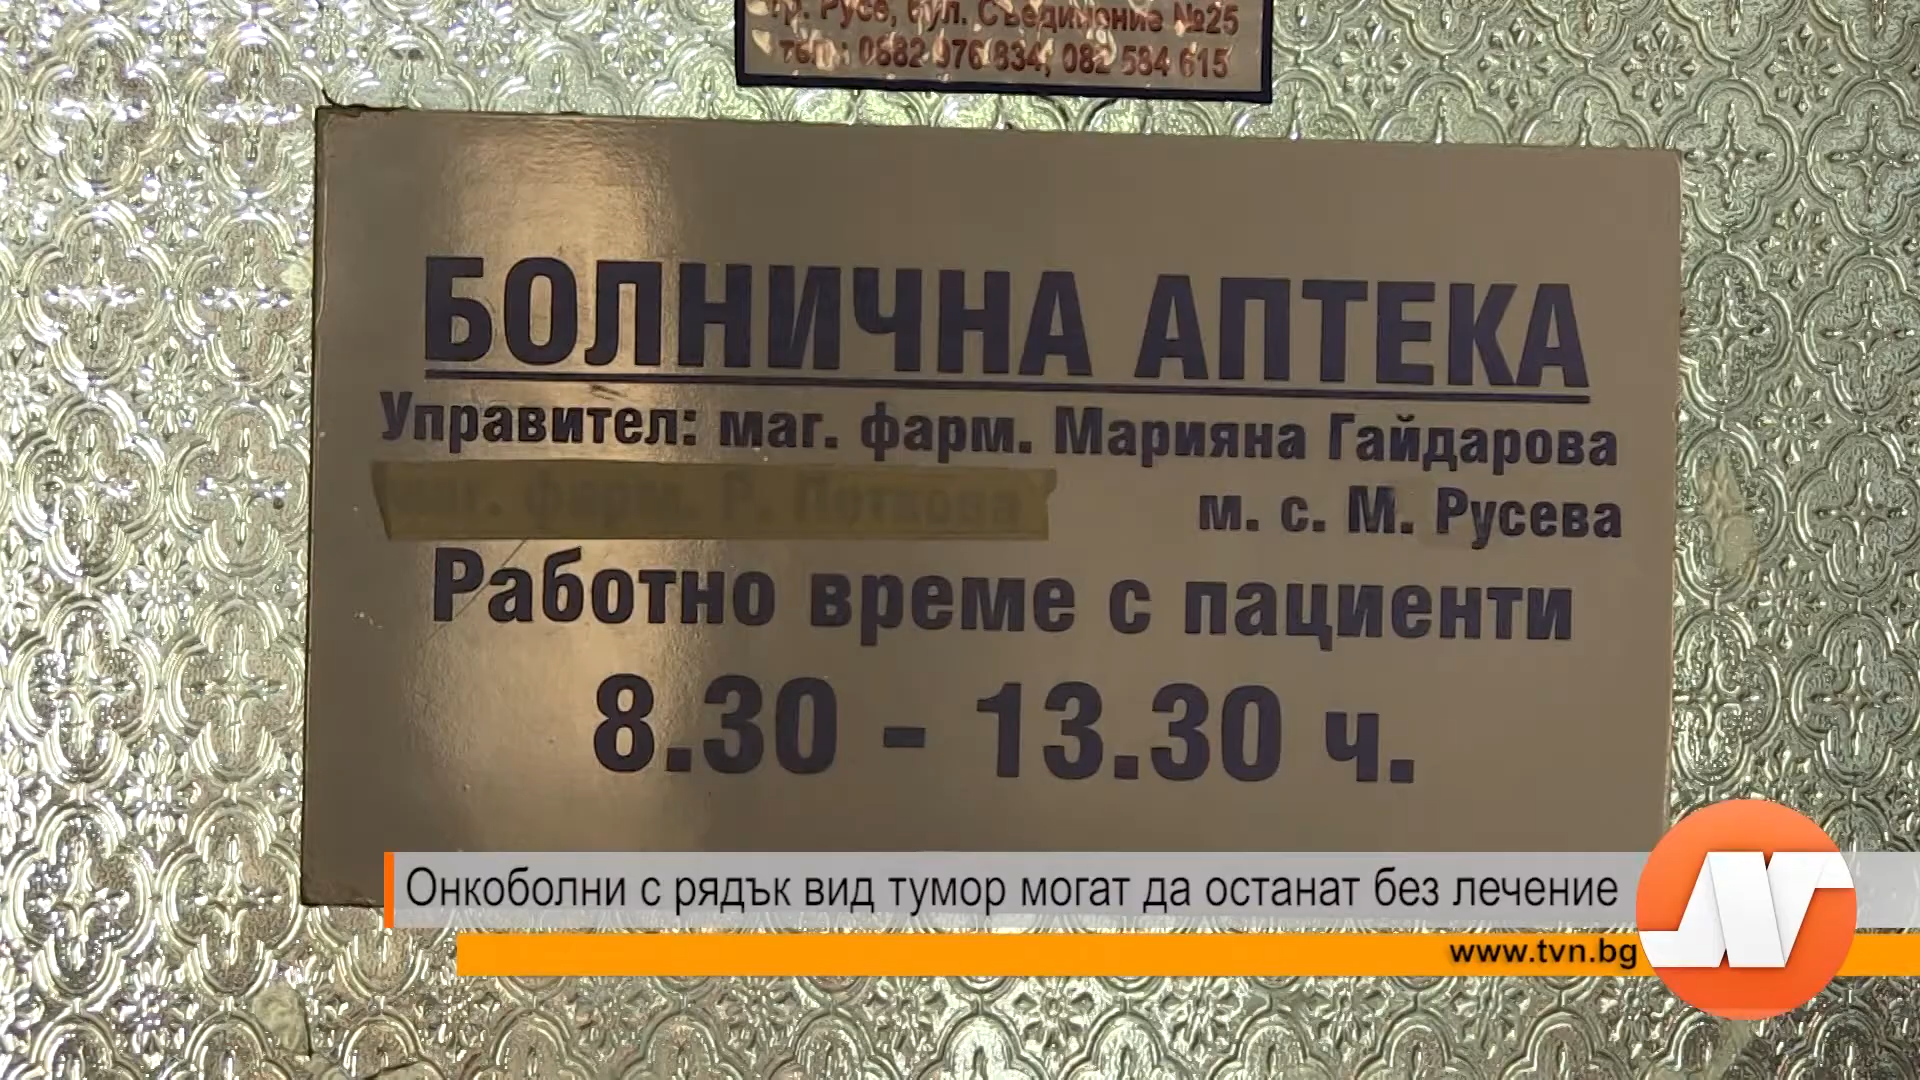 гр. Русе, бул. Съединение №25
тел.: 0882 976 834, 082 584 615
БОЛНИЧНА АПТЕКА
Управител: маг. фарм. Марияна Гайдарова
маг. фарм. Р.
м. с. М. Русева
Работно време с пациенти
8.30 - 13.30 ч.
Онкоболни с рядък вид тумор могат да останат без лечение
www.tvn.bg